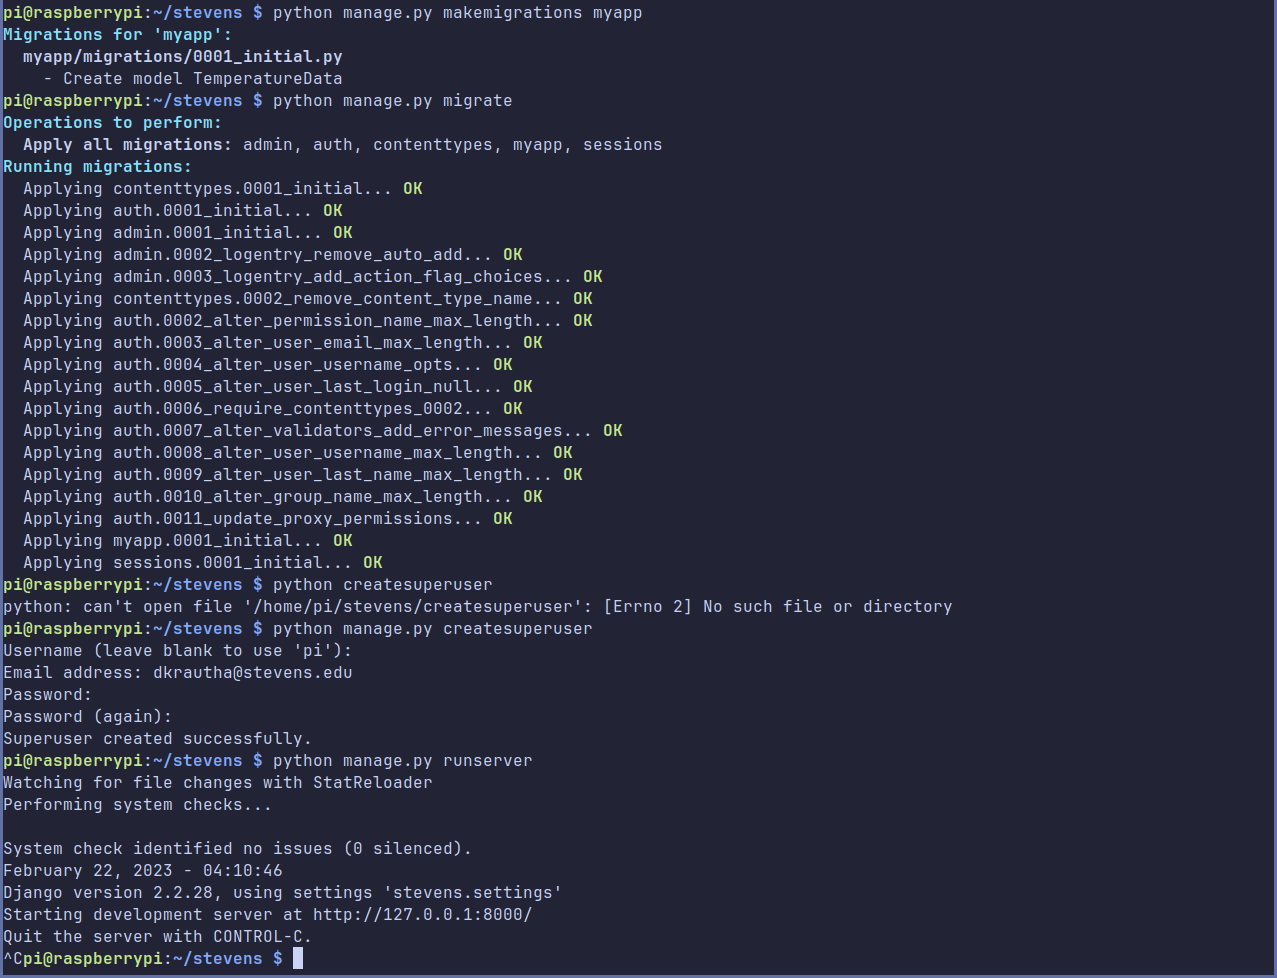 pi@raspberrypi:~/stevens $ python manage.py makemigrations myapp
Migrations for 'myapp':
  myapp/migrations/0001_initial.py
    - Create model TemperatureData
pi@raspberrypi:~/stevens $ python manage.py migrate
Operations to perform:
  Apply all migrations: admin, auth, contenttypes, myapp, sessions
Running migrations:
  Applying contenttypes.0001_initial... OK
  Applying auth.0001_initial... OK
  Applying admin.0001_initial... OK
  Applying admin.0002_logentry_remove_auto_add... OK
  Applying admin.0003_logentry_add_action_flag_choices... OK
  Applying contenttypes.0002_remove_content_type_name... OK
  Applying auth.0002_alter_permission_name_max_length... OK
  Applying auth.0003_alter_user_email_max_length... OK
  Applying auth.0004_alter_user_username_opts... OK
  Applying auth.0005_alter_user_last_login_null... OK
  Applying auth.0006_require_contenttypes_0002... OK
  Applying auth.0007_alter_validators_add_error_messages... OK
  Applying auth.0008_alter_user_username_max_length... OK
  Applying auth.0009_alter_user_last_name_max_length... OK
  Applying auth.0010_alter_group_name_max_length... OK
  Applying auth.0011_update_proxy_permissions... OK
  Applying myapp.0001_initial... OK
  Applying sessions.0001_initial... OK
pi@raspberrypi:~/stevens $ python createsuperuser
python: can't open file '/home/pi/stevens/createsuperuser': [Errno 2] No such file or directory
pi@raspberrypi:~/stevens $ python manage.py createsuperuser
Username (leave blank to use 'pi'):
Email address: dkrautha@stevens.edu
Password:
Password (again):
Superuser created successfully.
pi@raspberrypi:~/stevens $ python manage.py runserver
Watching for file changes with StatReloader
Performing system checks...

System check identified no issues (0 silenced).
February 22, 2023 - 04:10:46
Django version 2.2.28, using settings 'stevens.settings'
Starting development server at http://127.0.0.1:8000/
Quit the server with CONTROL-C.
^Cpi@raspberrypi:~/stevens $